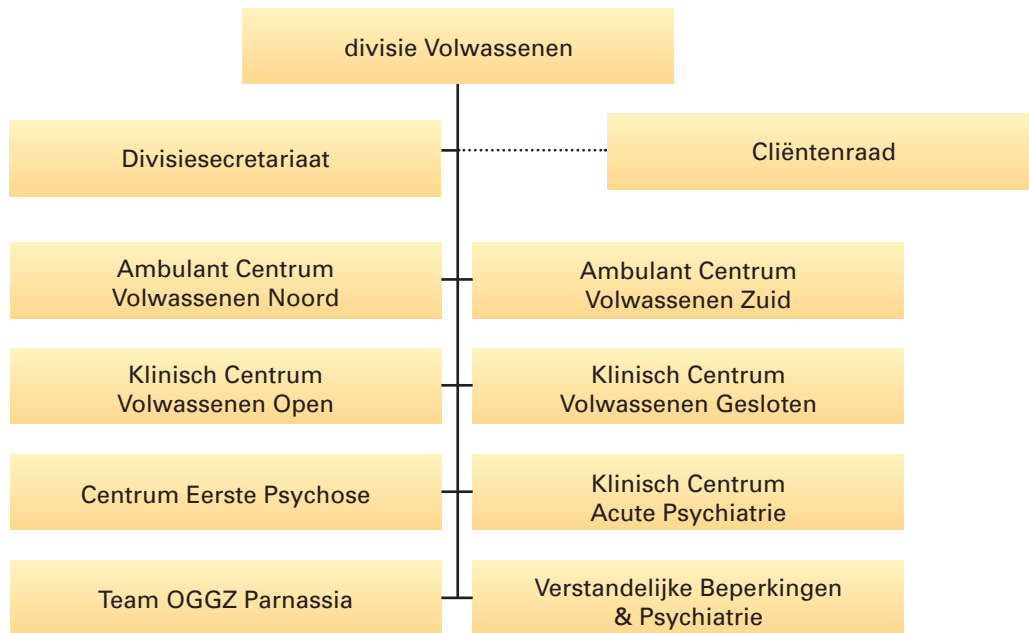 divisie Volwassenen
Divisiesecretariaat
Cliëntenraad
Ambulant Centrum
Volwassenen Noord
Ambulant Centrum
Volwassenen Zuid
Klinisch Centrum
Volwassenen Open
Klinisch Centrum
Volwassenen Gesloten
Centrum Eerste Psychose
Klinisch Centrum
Acute Psychiatrie
Team OGGZ Parnassia
Verstandelijke Beperkingen
& Psychiatrie